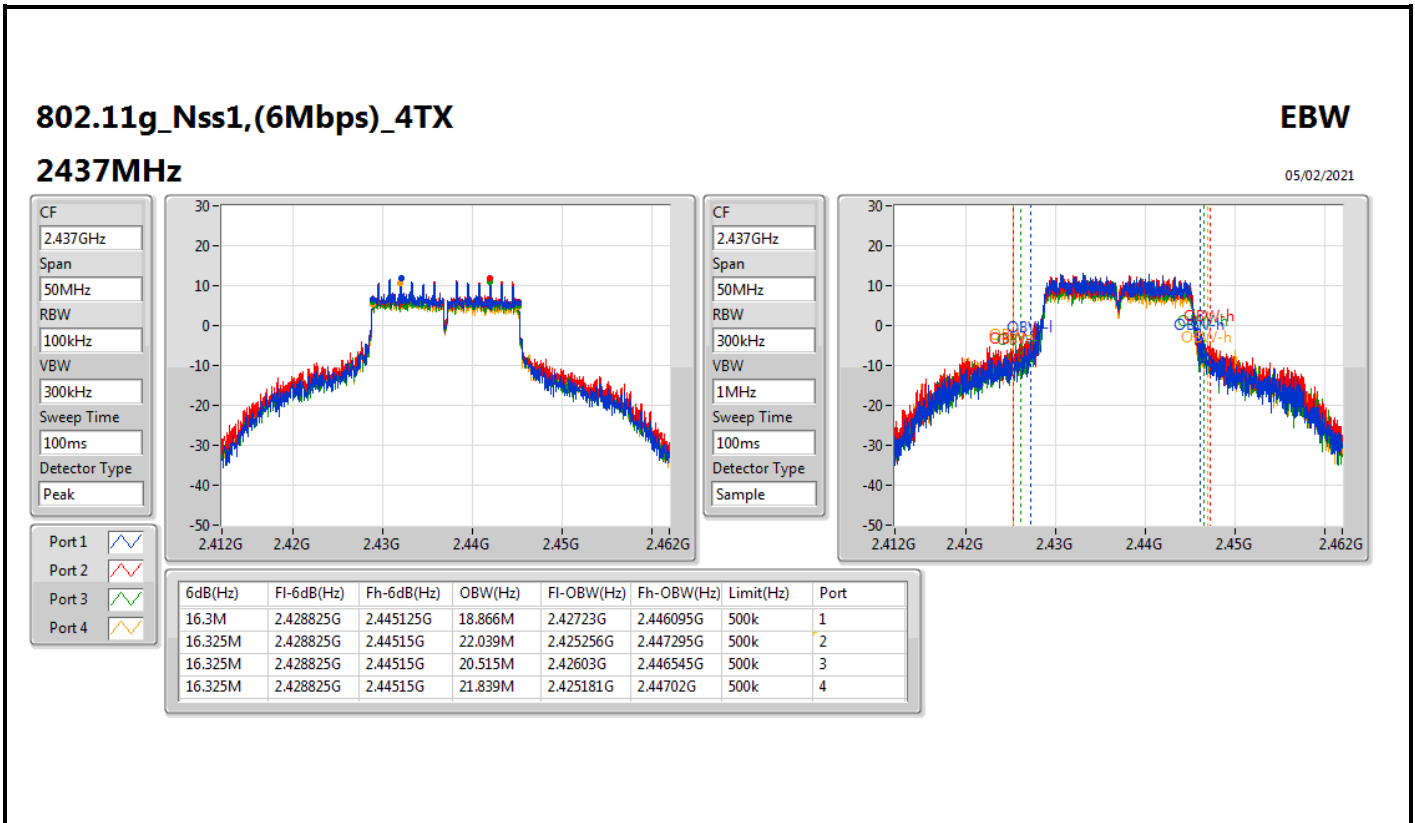 802.11g_Nss1,(6Mbps)_4TX
EBW
2437MHz
05/02/2021
CF
2.437GHz
Span
50MHz
RBW
100kHz
VBW
300kHz
Sweep Time
100ms
Detector Type
Peak
30
20
10
0
-10
-20
-30
-40
-50
2.412G 2.42G 2.43G 2.44G 2.45G 2.462G
CF
2.437GHz
Span
50MHz
RBW
300kHz
VBW
1MHz
Sweep Time
100ms
Detector Type
Sample
30
20
10
0
-10
-20
-30
-40
-50
OBW-l
OBW-h
OBW-h
OBW-h
2.412G 2.42G 2.43G 2.44G 2.45G 2.462G
Port 1
Port 2
Port 3
Port 4
6dB(Hz) Fl-6dB(Hz) Fh-6dB(Hz) OBW(Hz) Fl-OBW(Hz) Fh-OBW(Hz) Limit(Hz) Port
16.3M 2.428825G 2.445125G 18.866M 2.42723G 2.446095G 500k 1
16.325M 2.428825G 2.44515G 22.039M 2.425256G 2.447295G 500k 2
16.325M 2.428825G 2.44515G 20.515M 2.42603G 2.446545G 500k 3
16.325M 2.428825G 2.44515G 21.839M 2.425181G 2.44702G 500k 4